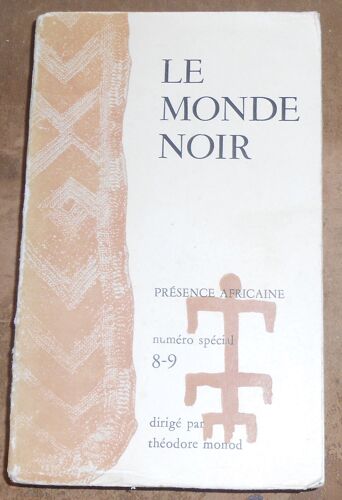 LE
MONDE
NOIR
PRÉSENCE AFRICAINE
numéro spécial
8-9
dirigé par
théodore monod